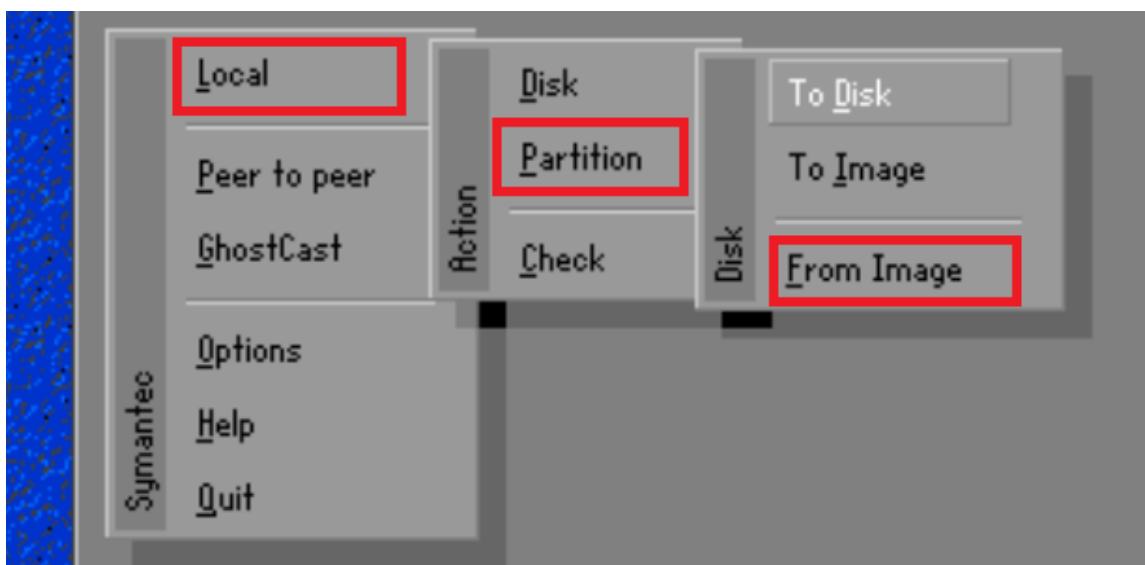 Symantec
Local
Peer to peer
GhostCast
Options
Help
Quit
Action
Disk
Partition
Check
Disk
To Disk
To Image
From Image